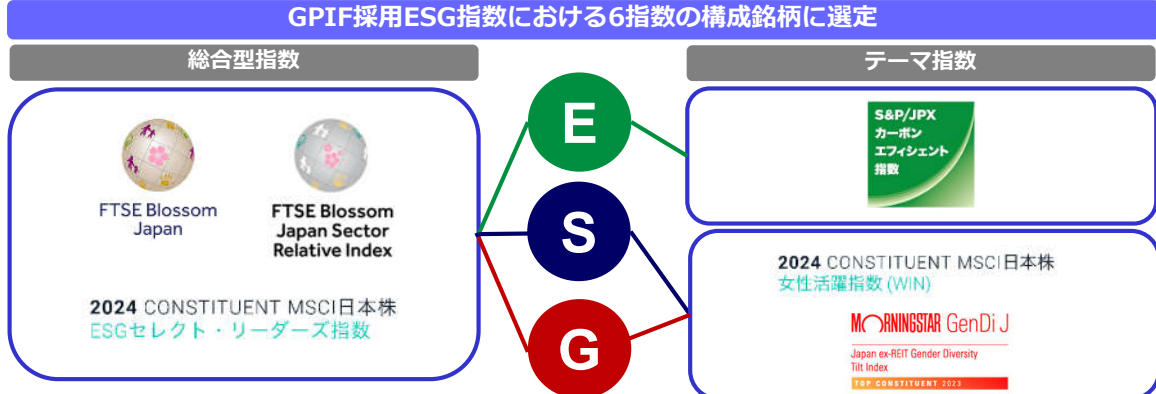 GPIF採用ESG指数における6指数の構成銘柄に選定
総合型指数
FTSE Blossom
Japan
FTSE Blossom
Japan Sector
Relative Index
2024 CONSTITUENT MSCI日本株
ESGセレクト・リーダーズ指数
E
S
G
テーマ指数
S&P/JPX
カーボン
エフィシェント
指数
2024 CONSTITUENT MSCI日本株
女性活躍指数 (WIN)
MORNINGSTAR GenDi J
Japan ex-REIT Gender Diversity
Tilt Index
TOP CONSTITUENT 2023